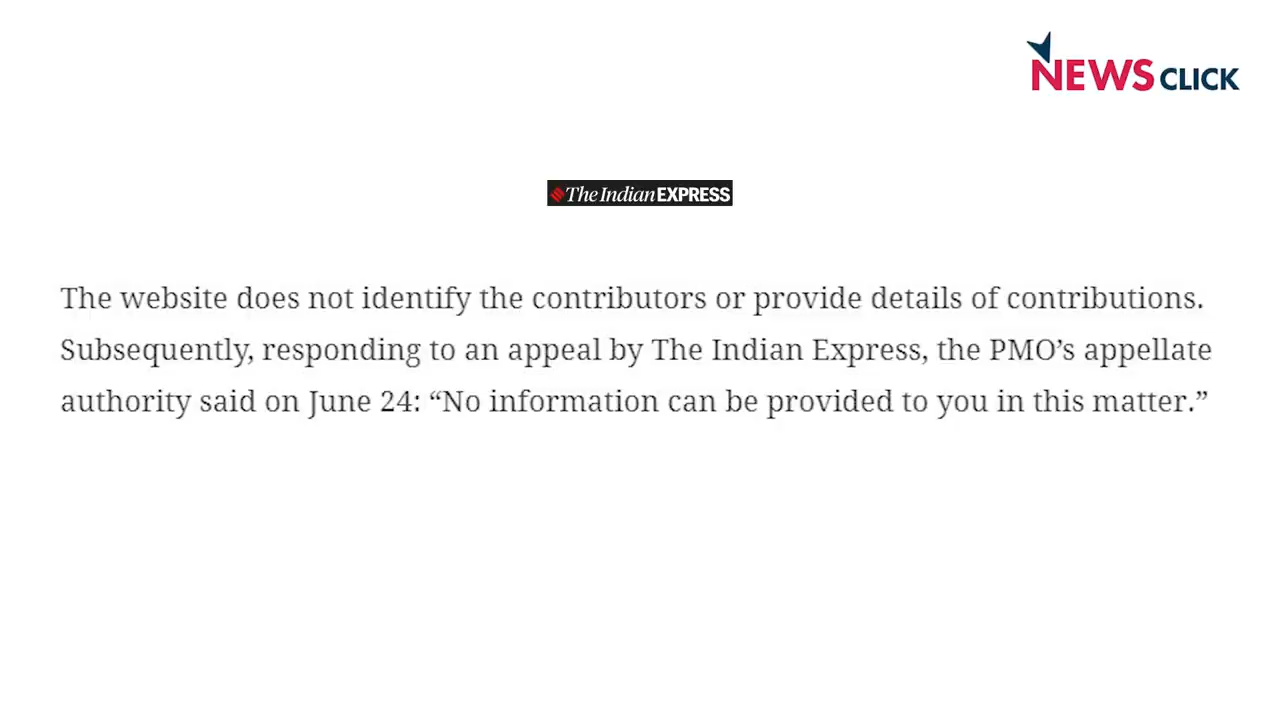 NEWS CLICK
The Indian EXPRESS
The website does not identify the contributors or provide details of contributions.
Subsequently, responding to an appeal by The Indian Express, the PMO’s appellate
authority said on June 24: “No information can be provided to you in this matter.”